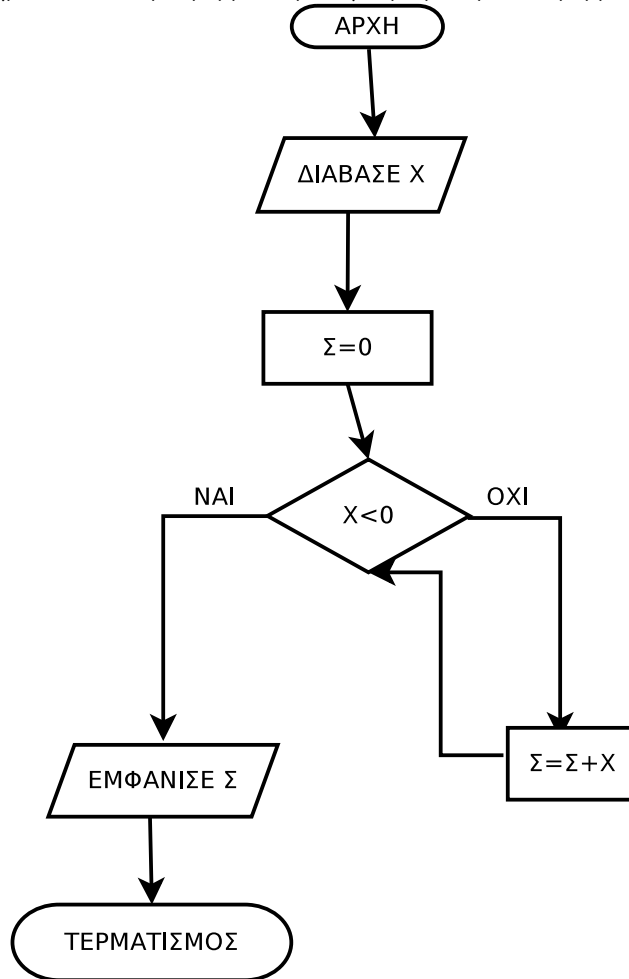 ΑΡΧΗ
ΔΙΑΒΑΣΕ Χ
Σ=0
ΝΑΙ
Χ<0
ΟΧΙ
Σ=Σ+Χ
ΕΜΦΑΝΙΣΕ Σ
ΤΕΡΜΑΤΙΣΜΟΣ